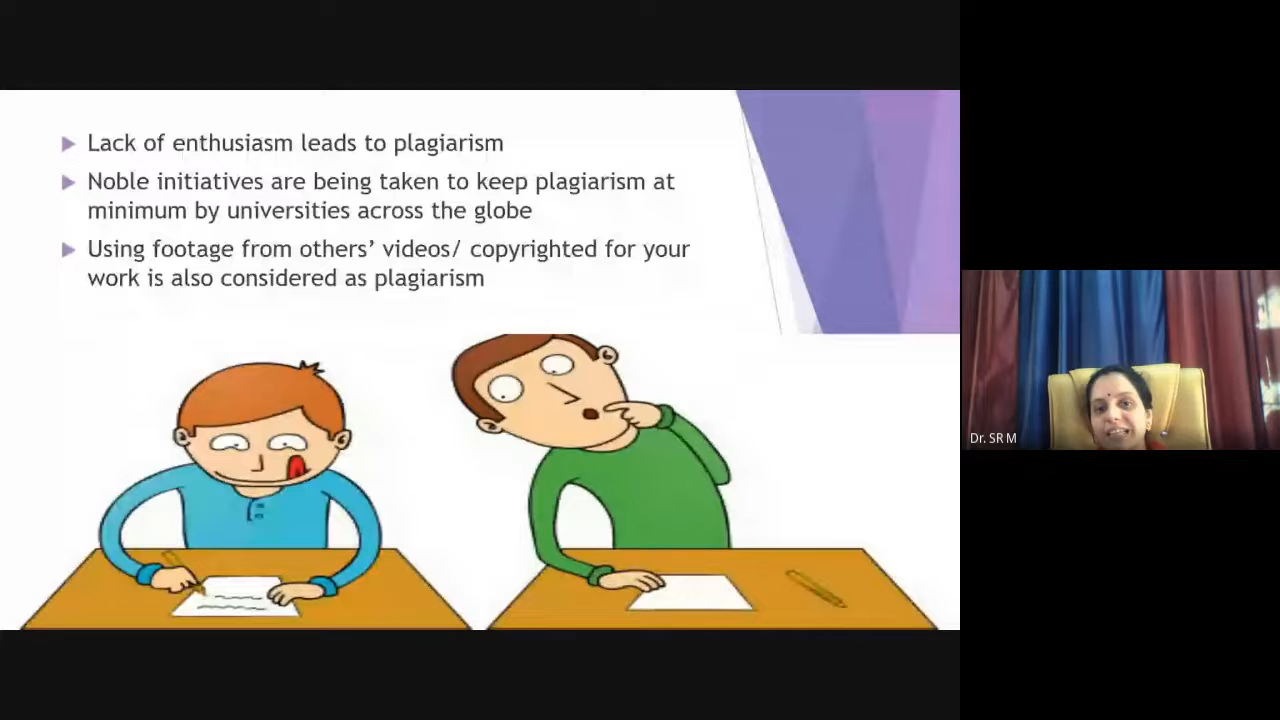 Lack of enthusiasm leads to plagiarism
Noble initiatives are being taken to keep plagiarism at
minimum by universities across the globe
Using footage from others’ videos/ copyrighted for your
work is also considered as plagiarism
Dr. SR M